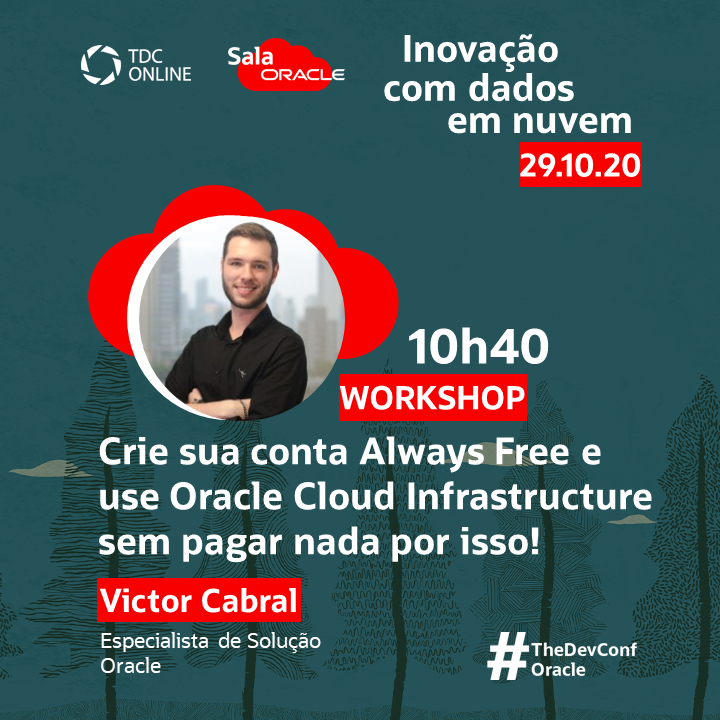 TDC
ONLINE
Sala
ORACLE
Inovação
com dados
em nuvem
29.10.20
10h40
WORKSHOP
Crie sua conta Always Free e
use Oracle Cloud Infrastructure
sem pagar nada por isso!
Victor Cabral
Especialista de Solução
Oracle
#TheDevConf
Oracle